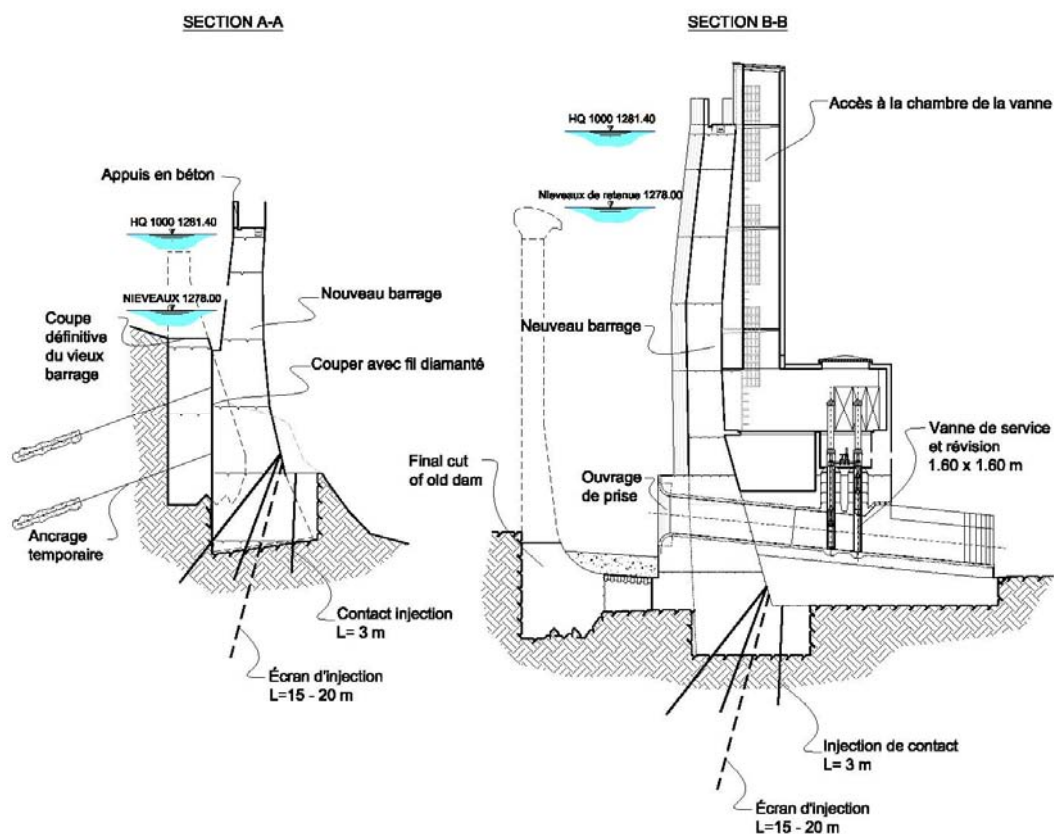 SECTION A-A
Appuis en béton
HQ 1000 1281.40
NIEVEAUX 1278.00
Coupe
définitive
du vieux
barrage
Nouveau barrage
Couper avec fil diamanté
Ancrage
temporaire
Contact injection
L= 3 m
Écran d'injection
L=15 - 20 m
SECTION B-B
HQ 1000 1281.40
Accès à la chambre de la vanne
Nieveaux de retenue 1278.00
Neuveau barrage
Final cut
of old dam
Ouvrage
de prise
Vanne de service
et révision
1.60 x 1.60 m
Injection de contact
L= 3 m
Écran d'injection
L=15 - 20 m